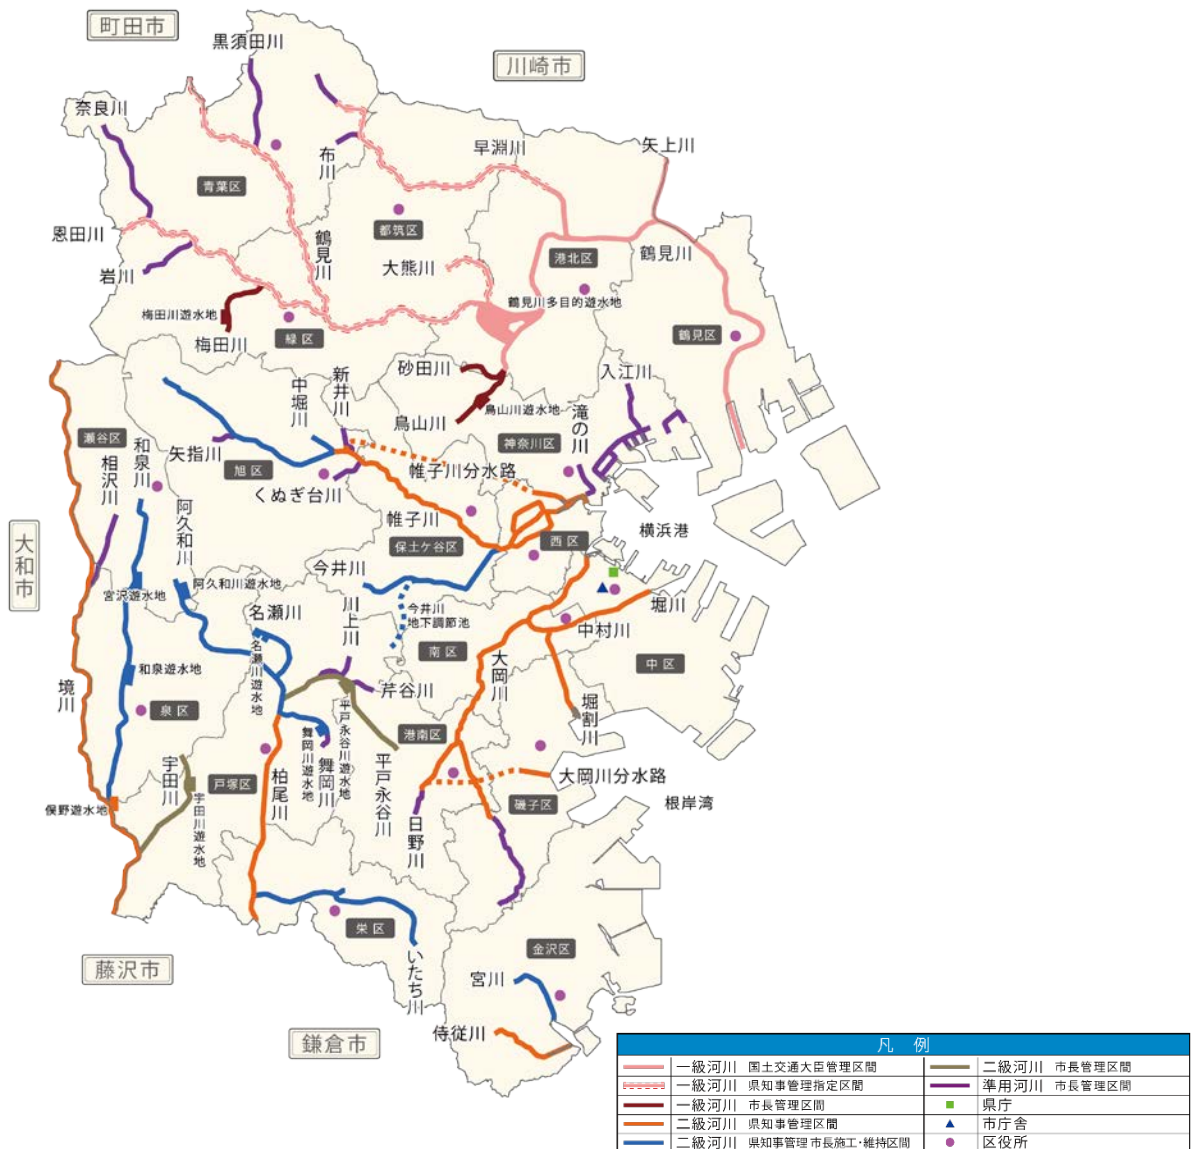 町田市
川崎市
黒須田川
奈良川
布川
早淵川
矢上川
青葉区
恩田川
都筑区
鶴見川
大熊川
港北区
鶴見川
岩川
鶴見川多目的遊水地
梅田川遊水地
梅田川
緑区
鶴見区
砂田川
入江川
新井川
中堀川
鳥山川遊水地
鳥山川
滝の川
瀬谷区
和泉川
相沢川
矢指川
旭区
神奈川区
帷子川分水路
くぬぎ台川
阿久和川
帷子川
保土ケ谷区
西区
横浜港
大和市
今井川
宮沢遊水地
阿久和川遊水地
名瀬川
川上川
今井川
地下調節池
堀川
中村川
名瀬川遊水地
南区
大岡川
中区
和泉遊水地
境川
芹谷川
泉区
平戸永谷川遊水地
堀割川
港南区
舞岡川遊水地
舞岡川
平戸永谷川
宇田川
戸塚区
柏尾川
大岡川分水路
俣野遊水地
宇田川遊水地
日野川
磯子区
根岸湾
栄区
いたち川
金沢区
宮川
藤沢市
侍従川
鎌倉市
凡 例
一級河川 国土交通大臣管理区間
一級河川 県知事管理指定区間
一級河川 市長管理区間
二級河川 県知事管理区間
二級河川 県知事管理 市長施工・維持区間
二級河川 市長管理区間
準用河川 市長管理区間
県庁
市庁舎
区役所